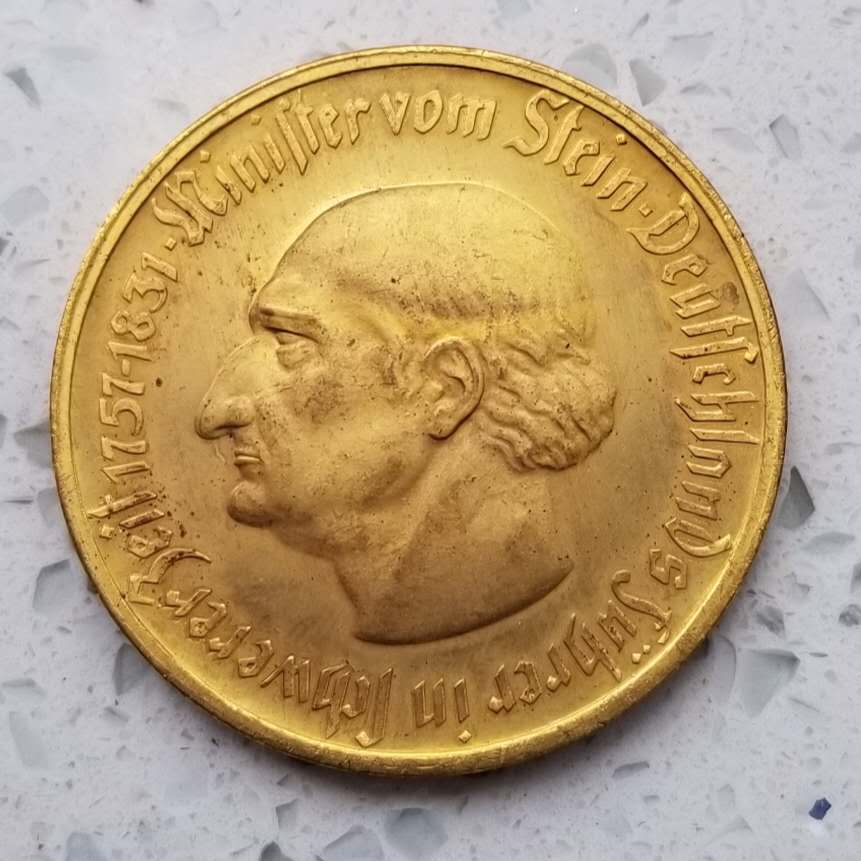 Minister vom Stein · Deutschlands Führer in schwerer Zeit 1757-1831 ·